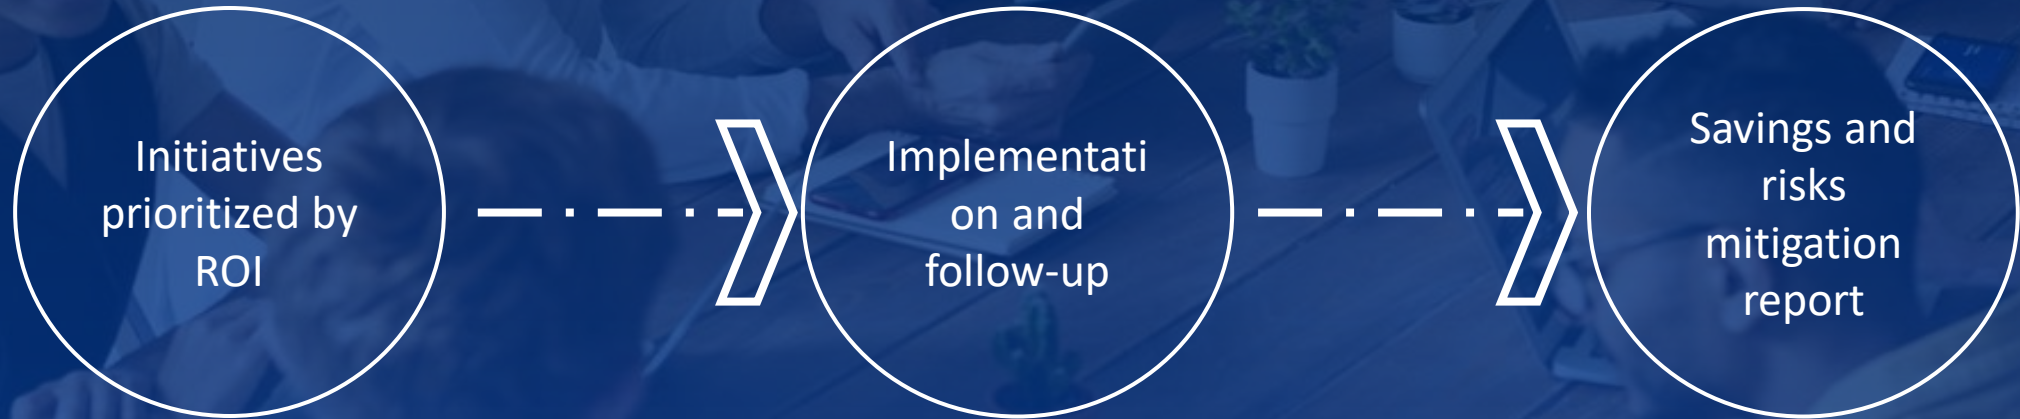 Initiatives
prioritized by
ROI
Implementati
on and
follow-up
Savings and
risks
mitigation
report